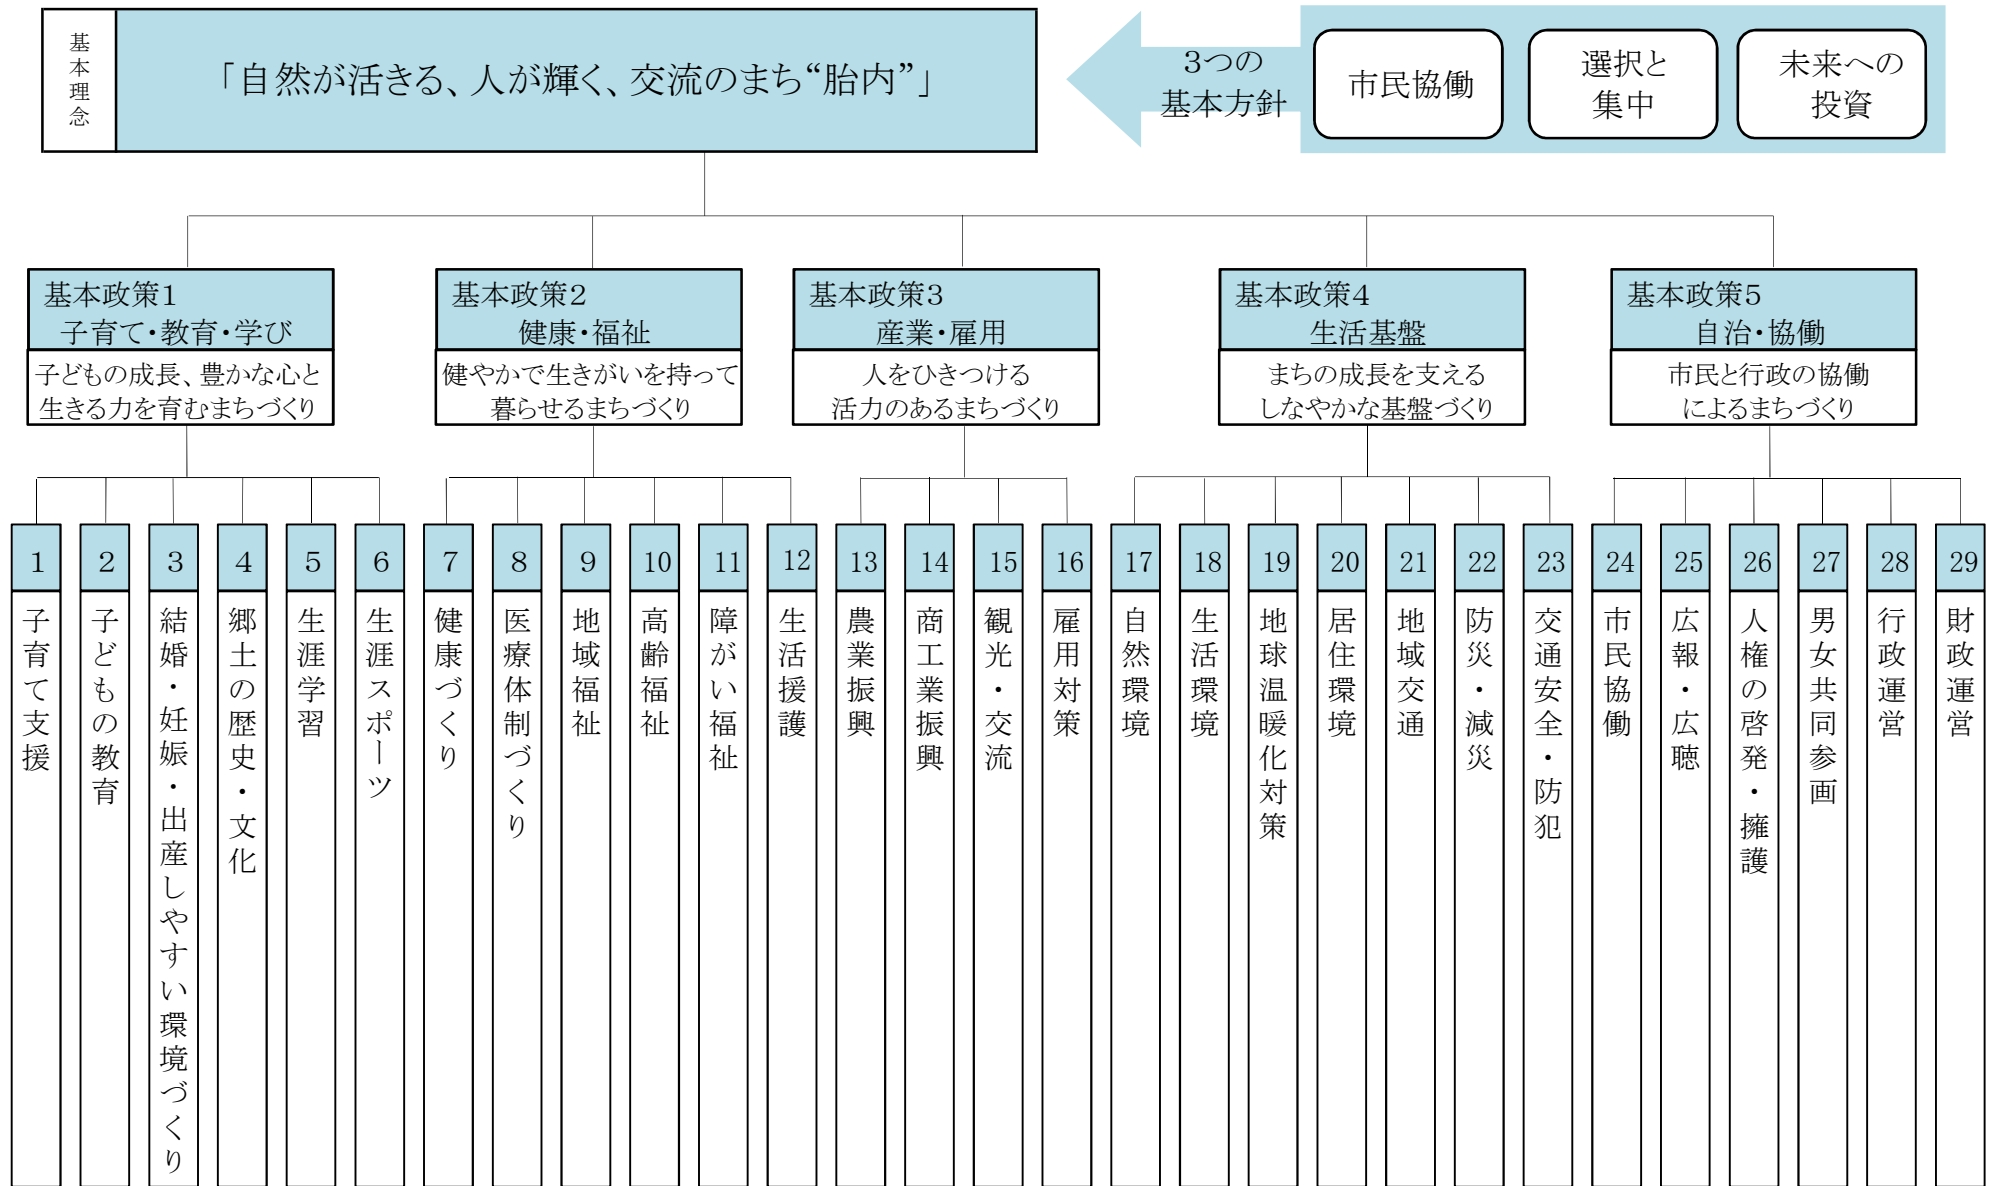 基本理念
「自然が活きる、人が輝く、交流のまち“胎内”」
3つの
基本方針
市民協働
選択と
集中
未来への
投資
基本政策1
子育て・教育・学び
子どもの成長、豊かな心と
生きる力を育むまちづくり
基本政策2
健康・福祉
健やかで生きがいを持って
暮らせるまちづくり
基本政策3
産業・雇用
人をひきつける
活力のあるまちづくり
基本政策4
生活基盤
まちの成長を支える
しなやかな基盤づくり
基本政策5
自治・協働
市民と行政の協働
によるまちづくり
1
子育て支援
2
子どもの教育
3
結婚・妊娠・出産しやすい環境づくり
4
郷土の歴史・文化
5
生涯学習
6
生涯スポーツ
7
健康づくり
8
医療体制づくり
9
地域福祉
10
高齢福祉
11
障がい福祉
12
生活援護
13
農業振興
14
商工業振興
15
観光・交流
16
雇用対策
17
自然環境
18
生活環境
19
地球温暖化対策
20
居住環境
21
地域交通
22
防災・減災
23
交通安全・防犯
24
市民協働
25
広報・広聴
26
人権の啓発・擁護
27
男女共同参画
28
行政運営
29
財政運営